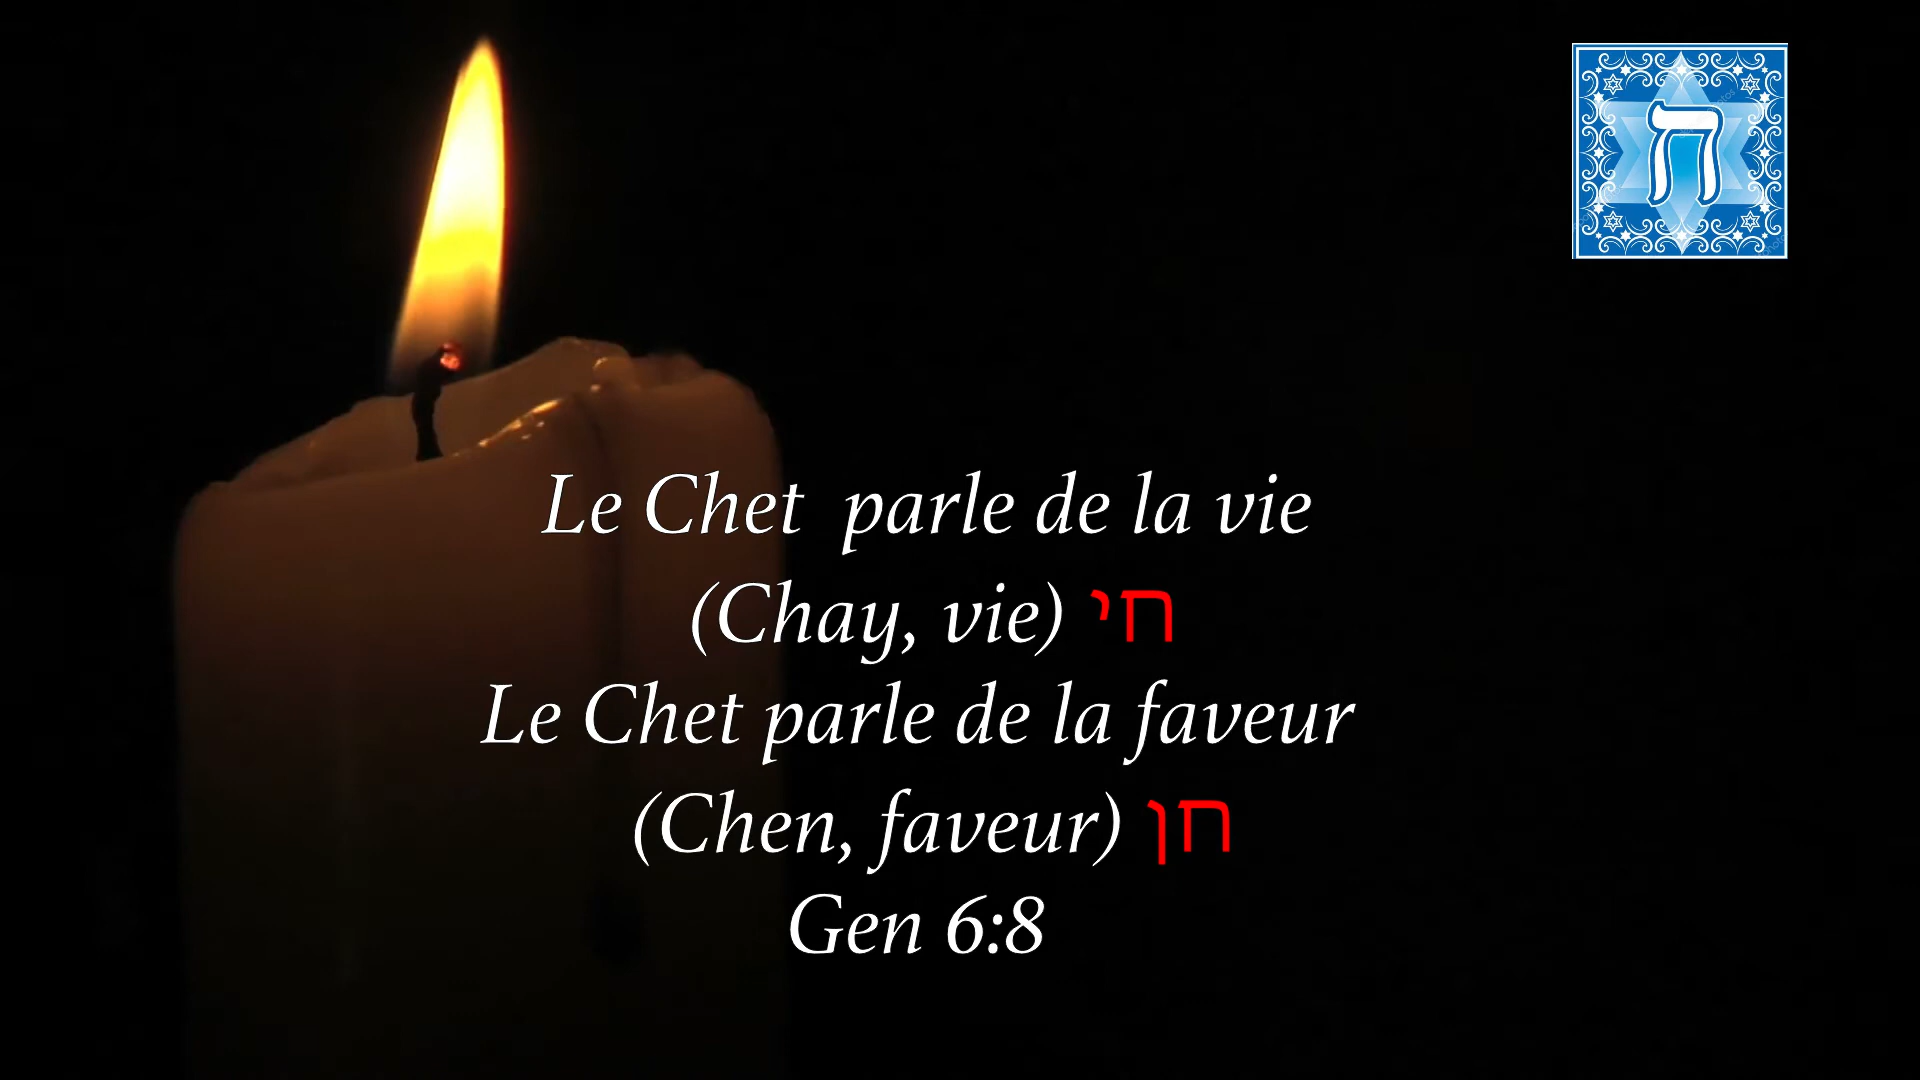 ח
Le Chet  parle de la vie
(Chay, vie) חי
Le Chet parle de la faveur
(Chen, faveur) חן
Gen 6:8